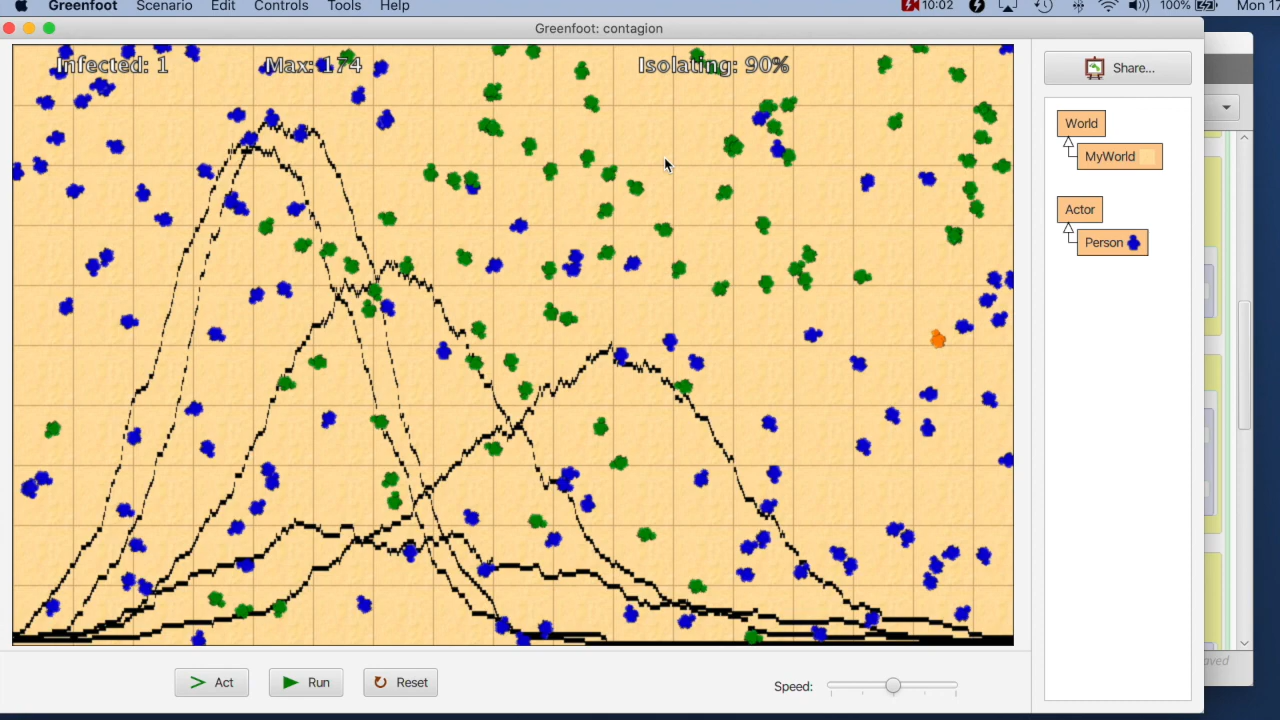 Greenfoot Scenario Edit Controls Tools Help 10:02 100% Mon 17
Greenfoot: contagion
Infected: 1 Max: 174 Isolating: 90%
Share...
World
MyWorld
Actor
Person
Act Run Reset Speed: